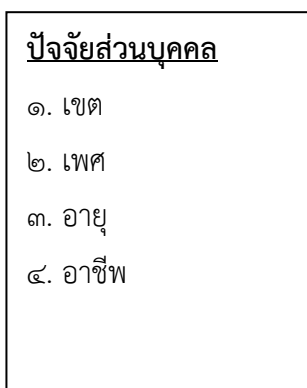 ปัจจัยส่วนบุคคล
๑. เขต
๒. เพศ
๓. อายุ
๔. อาชีพ